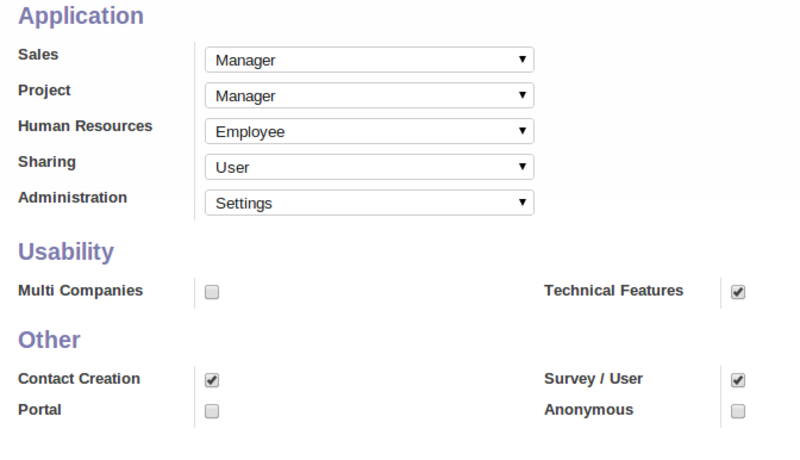 Application
Sales Manager
Project Manager
Human Resources Employee
Sharing User
Administration Settings
Usability
Multi Companies Technical Features
Other
Contact Creation Survey / User
Portal Anonymous